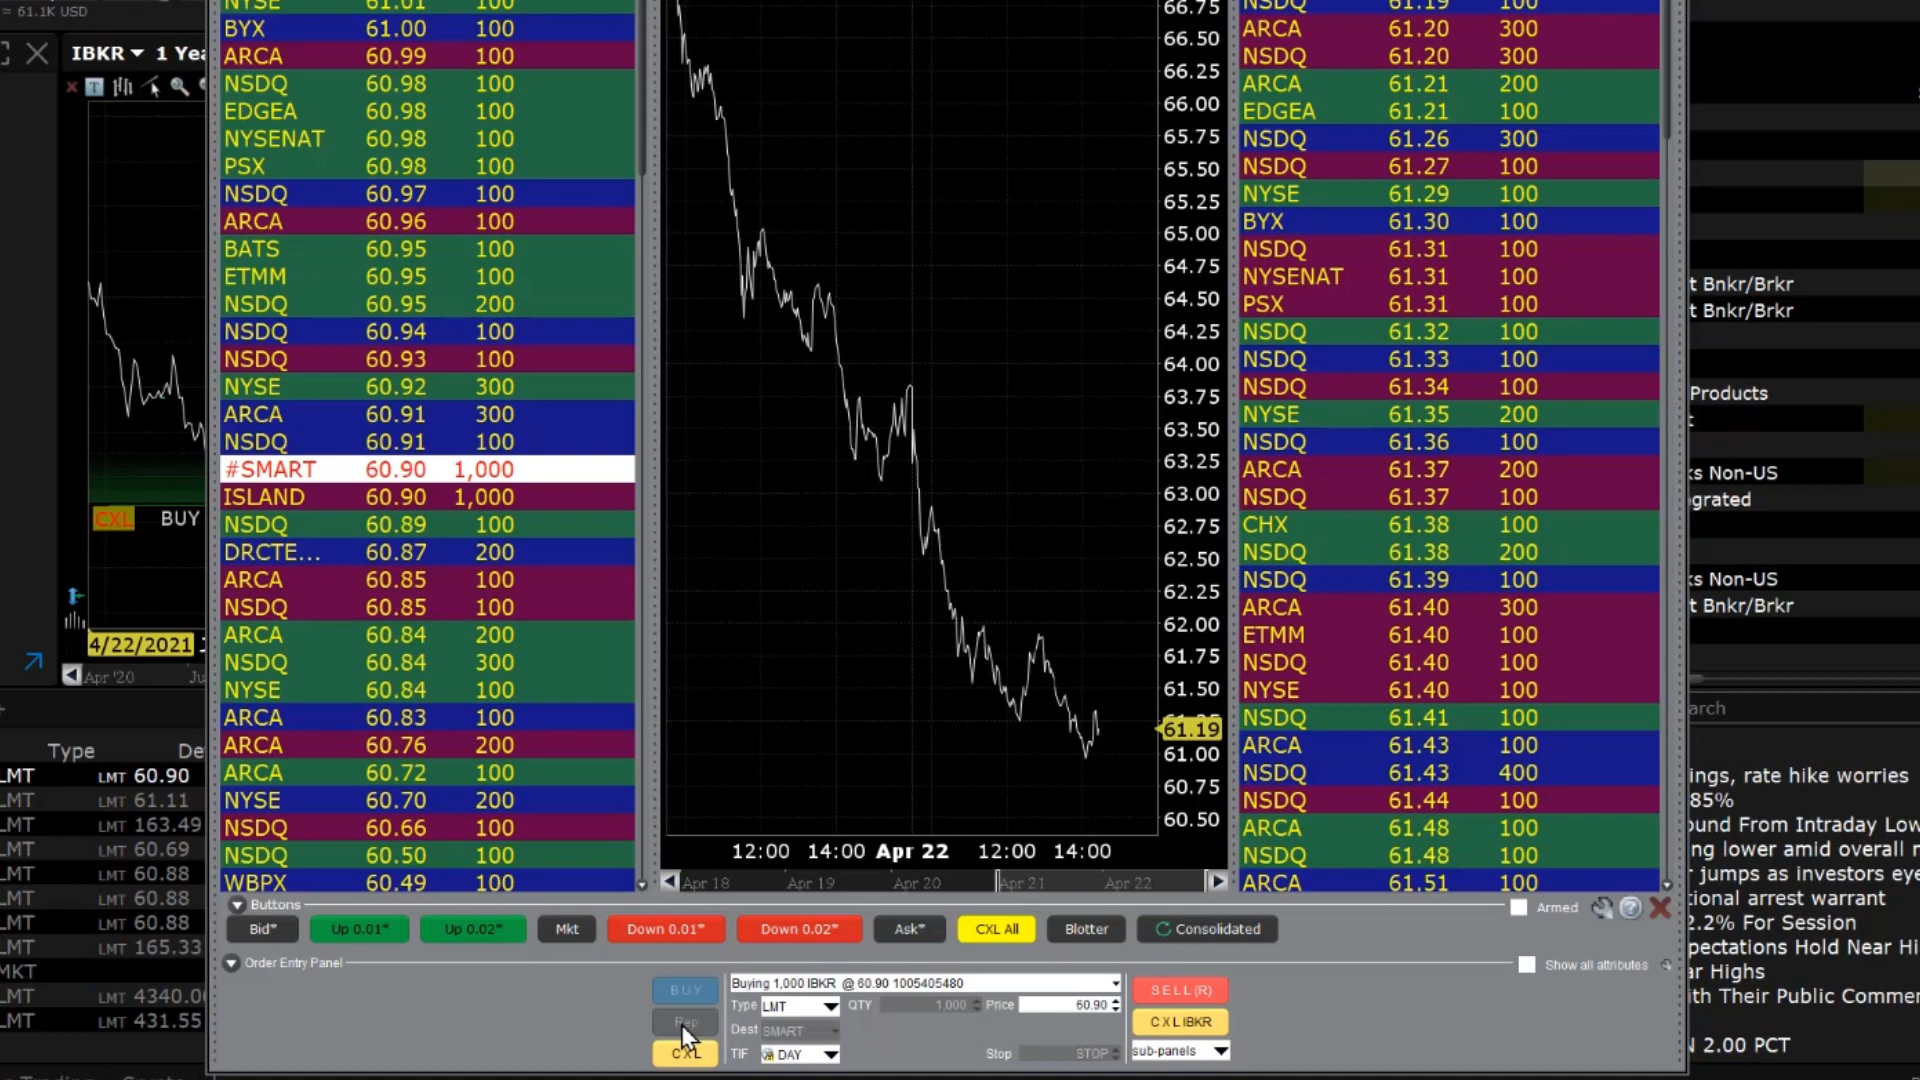 ≈ 61.1K USD
IBKR 1 Yea
CXL BUY
4/22/2021
Apr '20
Type
LMT LMT 60.90
LMT LMT 61.11
LMT LMT 163.49
LMT LMT 60.69
LMT LMT 60.88
LMT LMT 60.88
LMT LMT 60.88
LMT LMT 165.33
MKT
LMT LMT 4340.0
LMT LMT 431.55
NYSE 61.01 100
BYX 61.00 100
ARCA 60.99 100
NSDQ 60.98 100
EDGEA 60.98 100
NYSENAT 60.98 100
PSX 60.98 100
NSDQ 60.97 100
ARCA 60.96 100
BATS 60.95 100
ETMM 60.95 100
NSDQ 60.95 200
NSDQ 60.94 100
NSDQ 60.93 100
NYSE 60.92 300
ARCA 60.91 300
NSDQ 60.91 100
#SMART 60.90 1,000
ISLAND 60.90 1,000
NSDQ 60.89 100
DRCTE... 60.87 200
ARCA 60.85 100
NSDQ 60.85 100
ARCA 60.84 200
NSDQ 60.84 300
NYSE 60.84 100
ARCA 60.83 100
ARCA 60.76 200
ARCA 60.72 100
NYSE 60.70 200
NSDQ 60.66 100
NSDQ 60.50 100
WBPX 60.49 100
66.75
66.50
66.25
66.00
65.75
65.50
65.25
65.00
64.75
64.50
64.25
64.00
63.75
63.50
63.25
63.00
62.75
62.50
62.25
62.00
61.75
61.50
61.19
61.00
60.75
60.50
12:00 14:00 Apr 22 12:00 14:00
Apr 18 Apr 19 Apr 20 Apr 21 Apr 22
NSDQ 61.19 100
ARCA 61.20 300
NSDQ 61.20 300
ARCA 61.21 200
EDGEA 61.21 100
NSDQ 61.26 300
NSDQ 61.27 100
NYSE 61.29 100
BYX 61.30 100
NSDQ 61.31 100
NYSENAT 61.31 100
PSX 61.31 100
NSDQ 61.32 100
NSDQ 61.33 100
NSDQ 61.34 100
NYSE 61.35 200
NSDQ 61.36 100
ARCA 61.37 200
NSDQ 61.37 100
CHX 61.38 100
NSDQ 61.38 200
NSDQ 61.39 100
ARCA 61.40 300
ETMM 61.40 100
NSDQ 61.40 100
NYSE 61.40 100
NSDQ 61.41 100
ARCA 61.43 100
NSDQ 61.43 400
NSDQ 61.44 100
ARCA 61.48 100
NSDQ 61.48 100
ARCA 61.51 100
t Bnkr/Brkr
t Bnkr/Brkr
Products
ks Non-US
grated
ks Non-US
t Bnkr/Brkr
arch
ings, rate hike worries
85%
ound From Intraday Low
ng lower amid overall
jumps as investors eye
tional arrest warrant
2.2% For Session
pectations Hold Near Hi
ar Highs
ith Their Public Commen
2.00 PCT
Buttons Armed
Bid* Up 0.01* Up 0.02* Mkt Down 0.01* Down 0.02* Ask* CXL All Blotter Consolidated
Order Entry Panel Show all attributes
BUY Buying 1,000 IBKR @ 60.90 1005405480 SELL(R)
Rep Type LMT QTY 1,000 Price 60.90 CXL IBKR
Dest SMART
CXL TIF DAY Stop STOP sub-panels